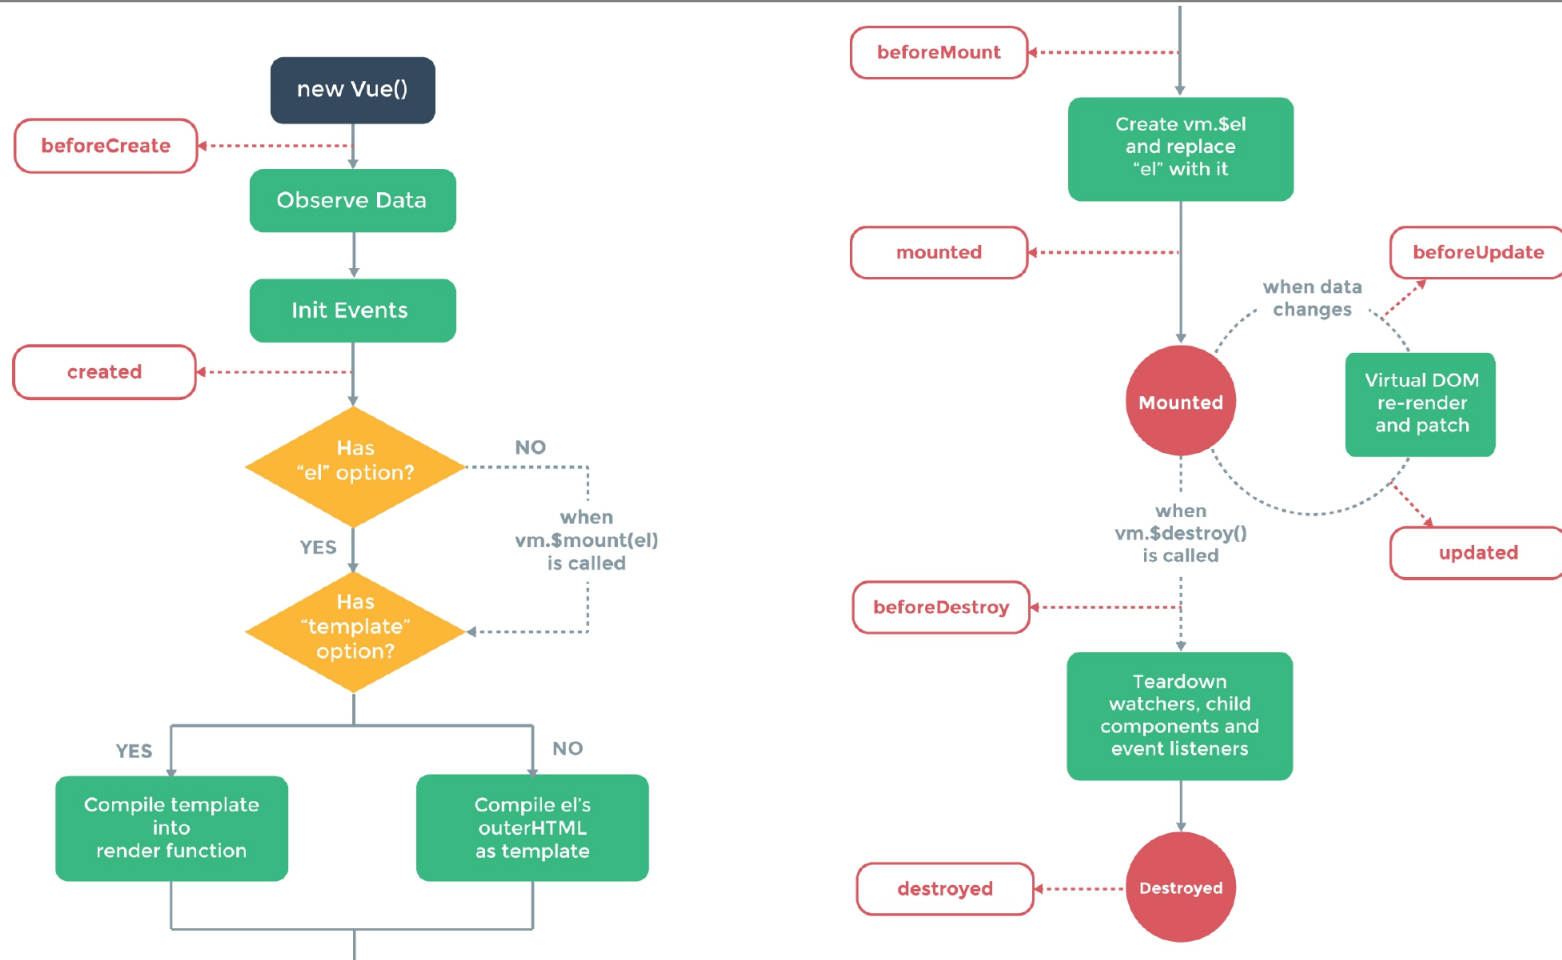 new Vue()
beforeCreate
Observe Data
Init Events
created
Has
“el” option?
NO
when
vm.$mount(el)
is called
YES
Has
“template”
option?
YES
NO
Compile template
into
render function
Compile el’s
outerHTML
as template
beforeMount
Create vm.$el
and replace
“el” with it
mounted
beforeUpdate
when data
changes
Mounted
Virtual DOM
re-render
and patch
when
vm.$destroy()
is called
updated
beforeDestroy
Teardown
watchers, child
components and
event listeners
destroyed
Destroyed